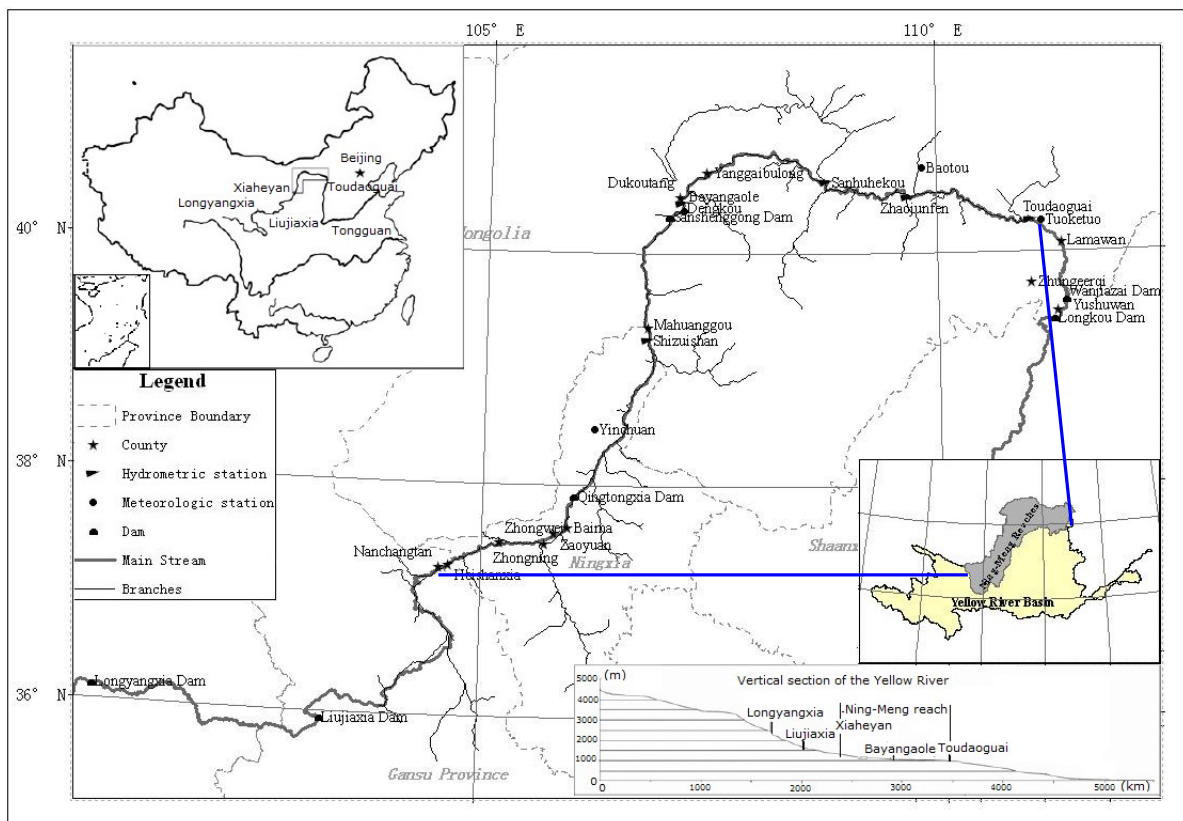 105° E
110° E
40° N
38° N
36° N
Beijing
Xiaheyan
Toudaoguai
Longyangxia
Liujiaxia
Tongguan
Legend
Province Boundary
County
Hydrometric station
Meteorologic station
Dam
Main Stream
Branches
Dukoutang
Yanggaibulong
Bayangaole
Dengkou
Sanshenggong Dam
Sanhuhekou
Baotou
Zhaojunfen
Toudaoguai
Tuoketuo
Lamawan
Zhungeerqi
Wanjiazai Dam
Yushuwan
Longkou Dam
Mahuanggou
Shizuishan
Yinchuan
Qingtongxia Dam
Zhongwei
Baima
Zaoyuan
Zhongning
Nanchangtan
Heishanxia
Ningxia
Longyangxia Dam
Liujiaxia Dam
Gansu Province
Ning-Meng Reaches
Yellow River Basin
Vertical section of the Yellow River
(m)
5000
4000
3000
2000
1000
0
Longyangxia
Liujiaxia
Ning-Meng reach
Xiaheyan
Bayangaole
Toudaoguai
0 1000 2000 3000 4000 5000 (km)